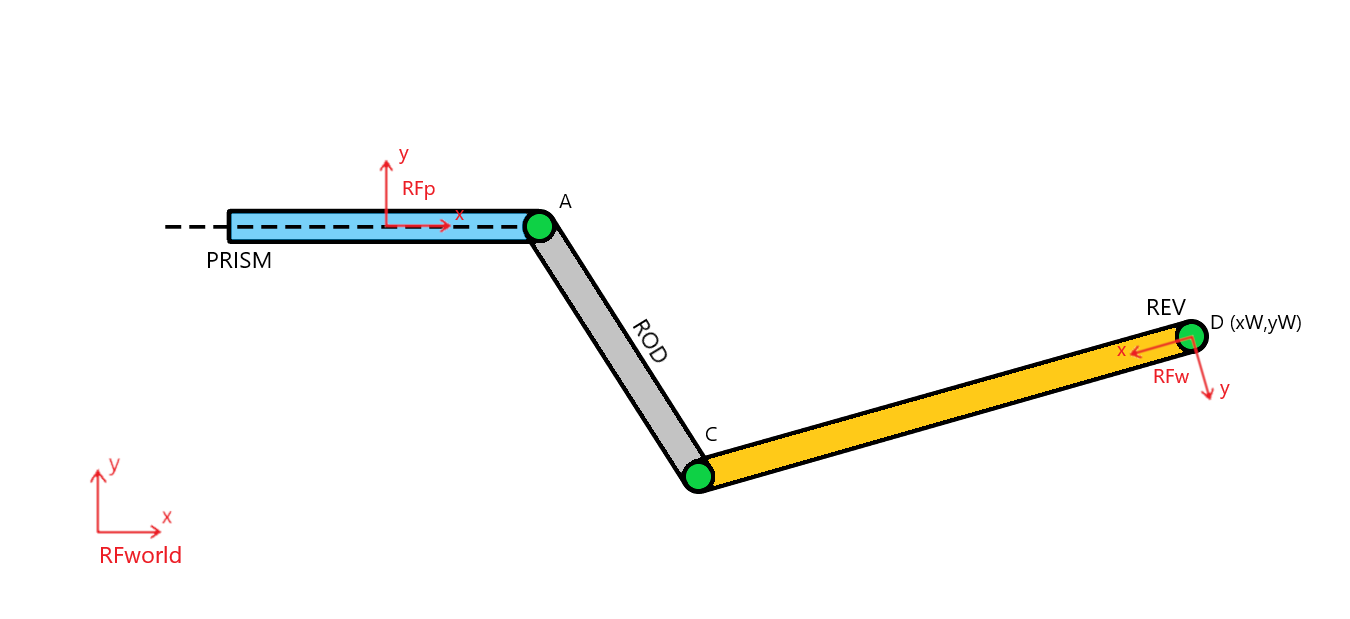 y
RFp
x
A
PRISM
ROD
REV
D (xW,yW)
x
RFw
y
C
y
x
RFworld